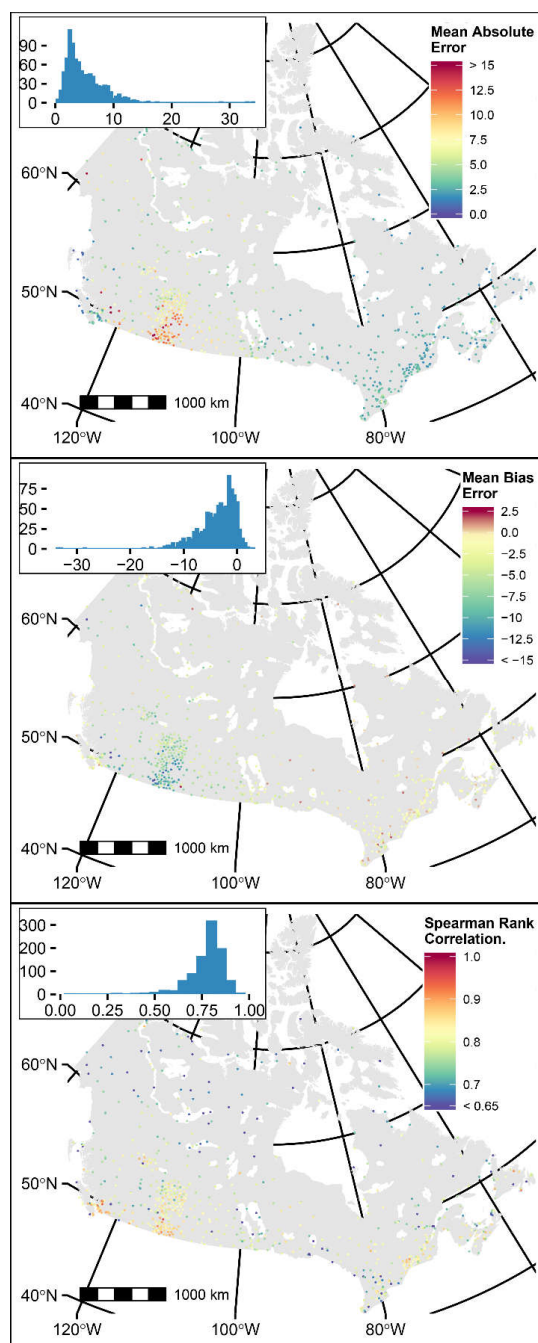 90
60
30
0
0 10 20 30
Mean Absolute
Error
> 15
12.5
10.0
7.5
5.0
2.5
0.0
60°N
50°N
40°N
1000 km
120°W 100°W 80°W
75
50
25
0
−30 −20 −10 0
Mean Bias
Error
2.5
0.0
−2.5
−5.0
−7.5
−10.0
−12.5
< −15
60°N
50°N
40°N
1000 km
120°W 100°W 80°W
300
200
100
0
0.00 0.25 0.50 0.75 1.00
Spearman Rank
Correlation.
1.0
0.9
0.8
0.7
< 0.65
60°N
50°N
40°N
1000 km
120°W 100°W 80°W